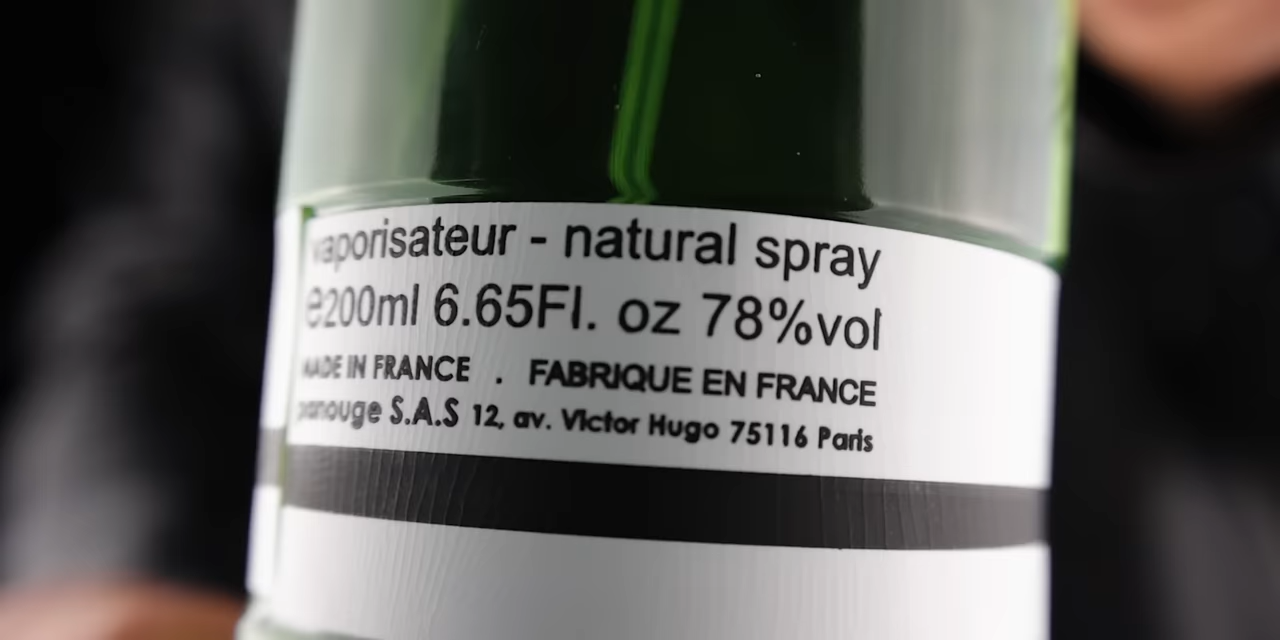 vaporisateur - natural spray
e200ml 6.65Fl. oz 78%vol
MADE IN FRANCE . FABRIQUE EN FRANCE
S.A.S 12, av. Victor Hugo 75116 Paris